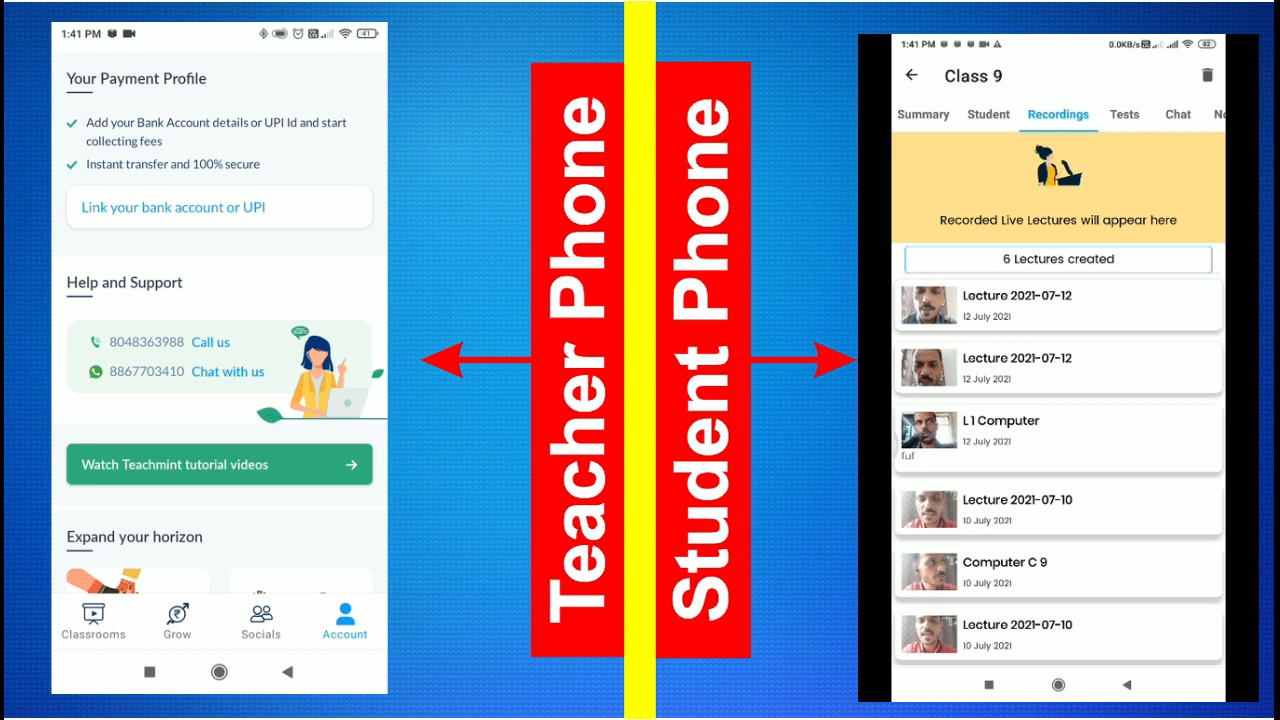 1:41 PM
41
Your Payment Profile
Add your Bank Account details or UPI Id and start
collecting fees
Instant transfer and 100% secure
Link your bank account or UPI
Help and Support
8048363988 Call us
8867703410 Chat with us
Watch Teachmint tutorial videos
Expand your horizon
Classrooms
Grow
Socials
Account
Teacher Phone
Student Phone
1:41 PM
0.0KB/s
82
Class 9
Summary
Student
Recordings
Tests
Chat
No
Recorded Live Lectures will appear here
6 Lectures created
Lecture 2021-07-12
12 July 2021
Lecture 2021-07-12
12 July 2021
L 1 Computer
12 July 2021
fuf
Lecture 2021-07-10
10 July 2021
Computer C 9
10 July 2021
Lecture 2021-07-10
10 July 2021